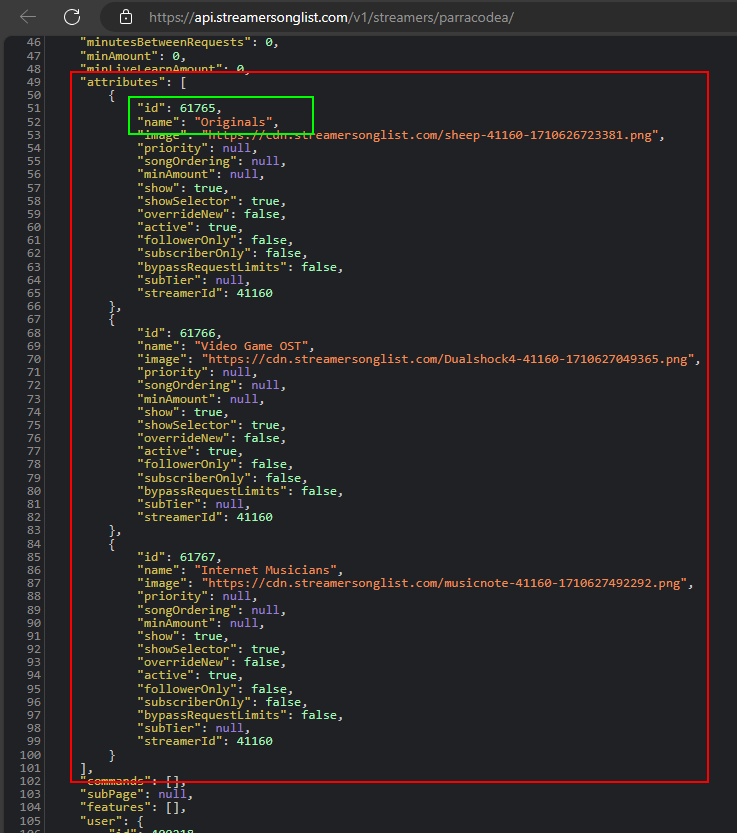 https://api.streamersonglist.com/v1/streamers/parracodea/
46 "minutesBetweenRequests": 0,
47 "minAmount": 0,
48 "minLiveLearnAmount": 0,
49 "attributes": [
50 {
51 "id": 61765,
52 "name": "Originals",
53 "image": "https://cdn.streamersonglist.com/sheep-41160-1710626723381.png",
54 "priority": null,
55 "songOrdering": null,
56 "minAmount": null,
57 "show": true,
58 "showSelector": true,
59 "overrideNew": false,
60 "active": true,
61 "followerOnly": false,
62 "subscriberOnly": false,
63 "bypassRequestLimits": false,
64 "subTier": null,
65 "streamerId": 41160
66 },
67 {
68 "id": 61766,
69 "name": "Video Game OST",
70 "image": "https://cdn.streamersonglist.com/Dualshock4-41160-1710627049365.png",
71 "priority": null,
72 "songOrdering": null,
73 "minAmount": null,
74 "show": true,
75 "showSelector": true,
76 "overrideNew": false,
77 "active": true,
78 "followerOnly": false,
79 "subscriberOnly": false,
80 "bypassRequestLimits": false,
81 "subTier": null,
82 "streamerId": 41160
83 },
84 {
85 "id": 61767,
86 "name": "Internet Musicians",
87 "image": "https://cdn.streamersonglist.com/musicnote-41160-1710627492292.png",
88 "priority": null,
89 "songOrdering": null,
90 "minAmount": null,
91 "show": true,
92 "showSelector": true,
93 "overrideNew": false,
94 "active": true,
95 "followerOnly": false,
96 "subscriberOnly": false,
97 "bypassRequestLimits": false,
98 "subTier": null,
99 "streamerId": 41160
100 }
101 ],
102 "commands": [],
103 "subPage": null,
104 "features": [],
105 "user": {